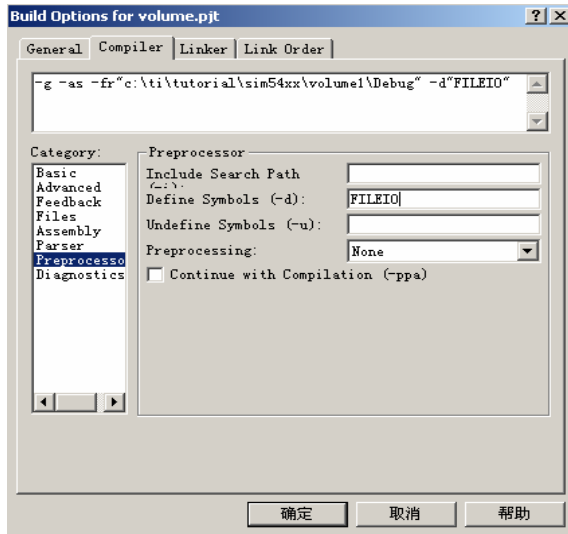 Build Options for volume.pjt
General Compiler Linker Link Order
-g -as -fr"c:\ti\tutorial\sim54xx\volume1\Debug" -d"FILEIO"
Category:
Basic
Advanced
Feedback
Files
Assembly
Parser
Preprocesso
Diagnostics
Preprocessor
Include Search Path
(-i):
Define Symbols (-d): FILEIO
Undefine Symbols (-u):
Preprocessing: None
Continue with Compilation (-ppa)
确定 取消 帮助